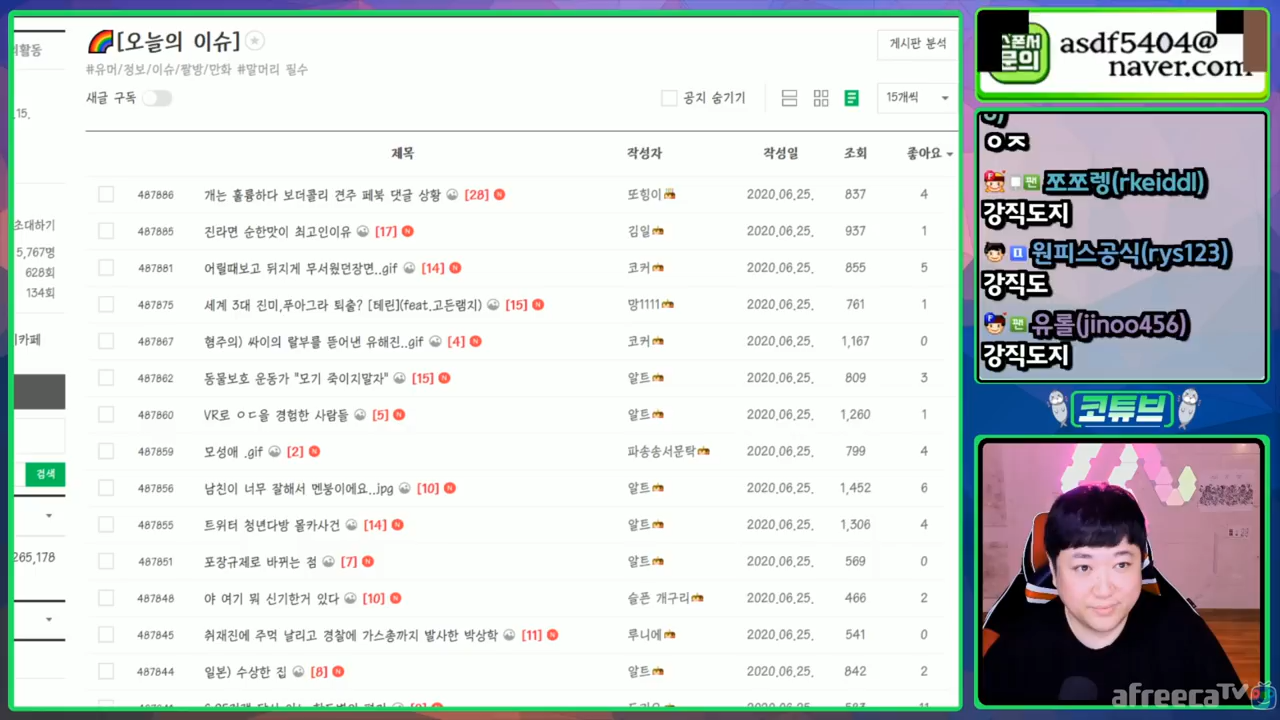 [오늘의 이슈]
#유머/정보/이슈/짤방/만화 #말머리 필수
게시판 분석
새글 구독
공지 숨기기
15개씩
제목 작성자 작성일 조회 좋아요
487886 개는 훌륭하다 보더콜리 견주 페북 댓글 상황 [28] N 또힝이 2020.06.25. 837 4
487885 진라면 순한맛이 최고인이유 [17] N 김일 2020.06.25. 937 1
487881 어릴때보고 뒤지게 무서웠던장면..gif [14] N 코커 2020.06.25. 855 5
487875 세계 3대 진미,푸아그라 퇴출? [테린](feat.고든램지) [15] N 망1111 2020.06.25. 761 1
487867 혐주의) 싸이의 랄부를 뜯어낸 유해진..gif [4] N 코커 2020.06.25. 1,167 0
487862 동물보호 운동가 "모기 죽이지말자" [15] N 알트 2020.06.25. 809 3
487860 VR로 ㅇㄷ을 경험한 사람들 [5] N 알트 2020.06.25. 1,260 1
487859 모성애 .gif [2] N 파송송서문탁 2020.06.25. 799 4
487856 남친이 너무 잘해서 멘붕이에요..jpg [10] N 알트 2020.06.25. 1,452 6
487855 트위터 청년다방 몰카사건 [14] N 알트 2020.06.25. 1,306 4
487851 포장규제로 바뀌는 점 [7] N 알트 2020.06.25. 569 0
487848 야 여기 뭐 신기한거 있다 [10] N 슬픈 개구리 2020.06.25. 466 2
487845 취재진에 주먹 날리고 경찰에 가스총까지 발사한 박상학 [11] N 루니에 2020.06.25. 541 0
487844 일본) 수상한 집 [8] N 알트 2020.06.25. 842 2
활동
15.
초대하기
5,767명
628회
134회
카페
검색
265,178
스폰서
문의
asdf5404@
naver.com
ㅇㅈ
팬 쪼쪼렝(rkeiddl)
강직도지
원피스공식(rys123)
강직도
팬 유롤(jinoo456)
강직도지
코튜브
afreecaTV